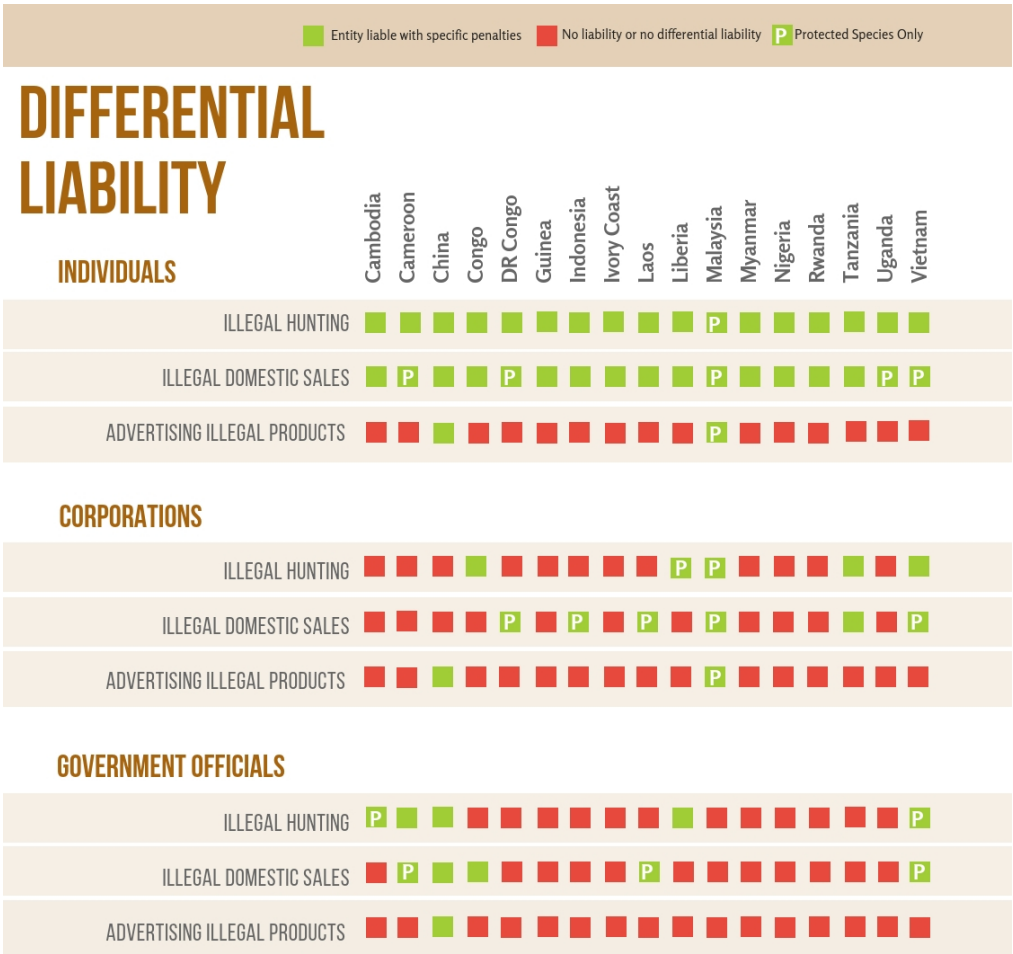 Entity liable with specific penalties No liability or no differential liability P Protected Species Only
DIFFERENTIAL
LIABILITY
Cambodia Cameroon China Congo DR Congo Guinea Indonesia Ivory Coast Laos Liberia Malaysia Myanmar Nigeria Rwanda Tanzania Uganda Vietnam
INDIVIDUALS
ILLEGAL HUNTING P
ILLEGAL DOMESTIC SALES P P P P P
ADVERTISING ILLEGAL PRODUCTS P
CORPORATIONS
ILLEGAL HUNTING P P
ILLEGAL DOMESTIC SALES P P P P P
ADVERTISING ILLEGAL PRODUCTS P
GOVERNMENT OFFICIALS
ILLEGAL HUNTING P P
ILLEGAL DOMESTIC SALES P P P
ADVERTISING ILLEGAL PRODUCTS